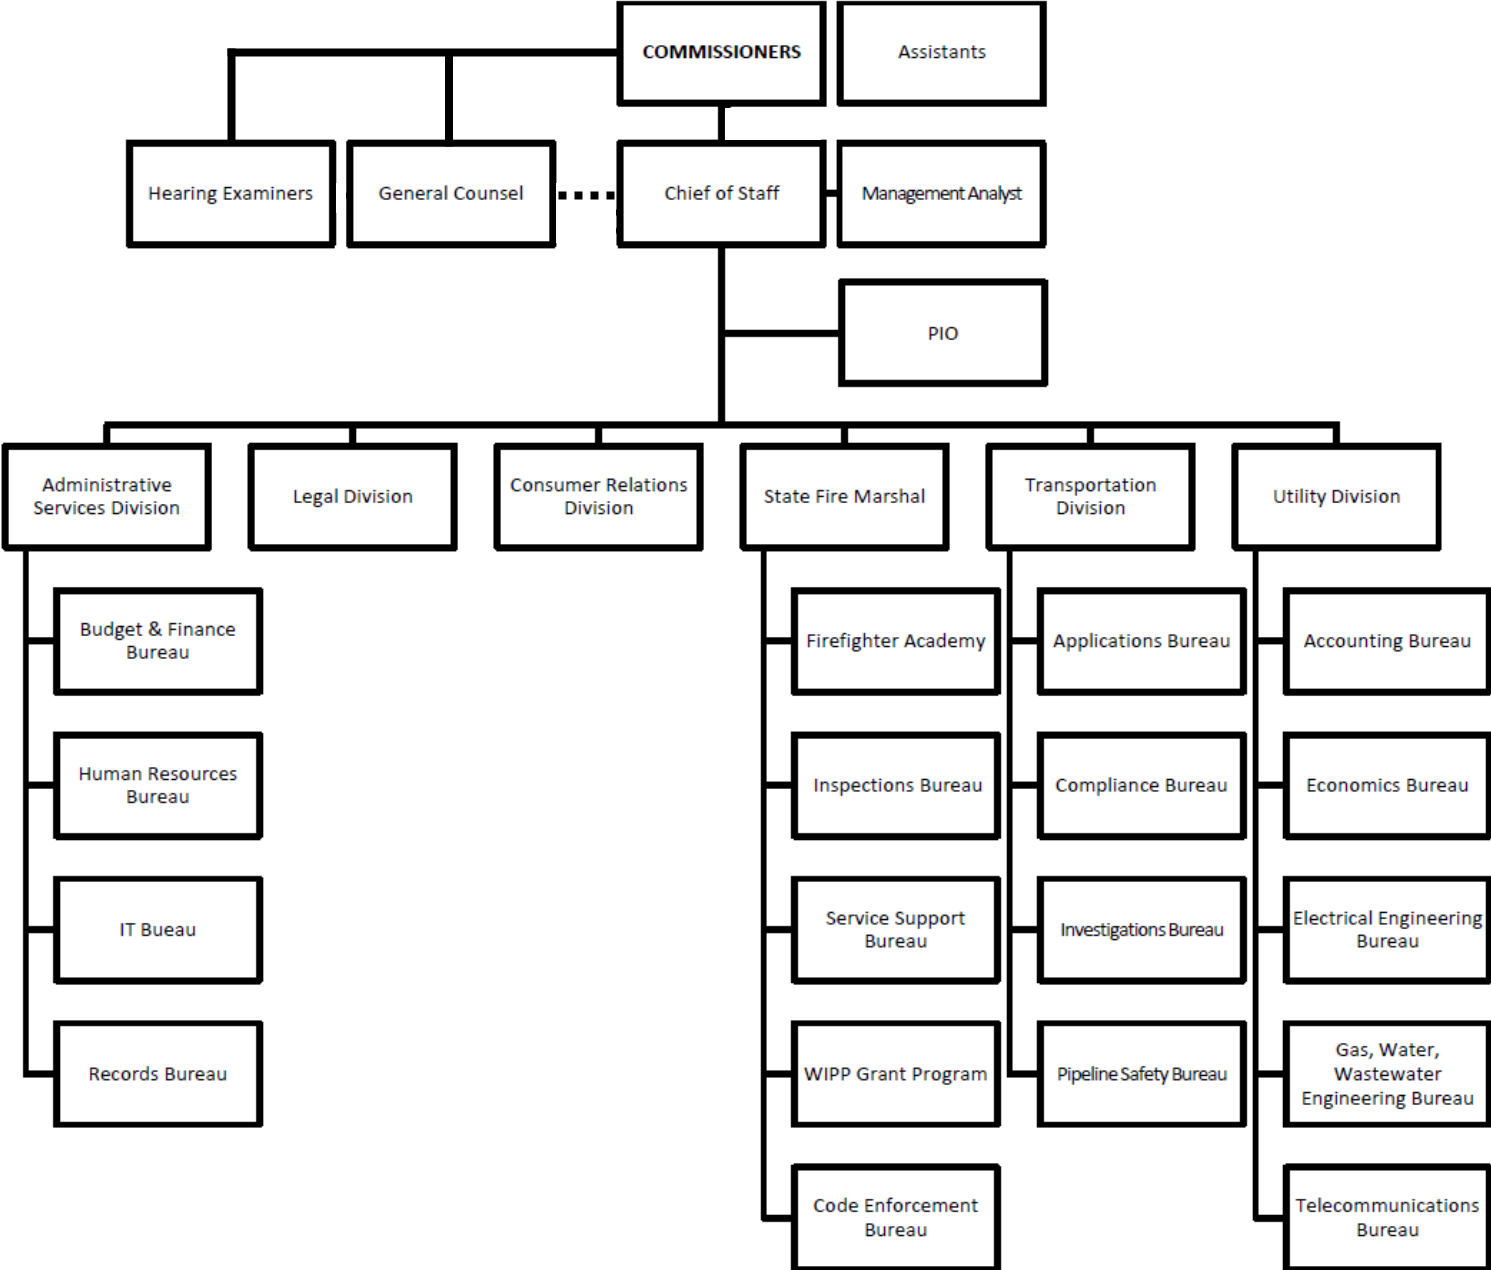 COMMISSIONERS
Assistants
Hearing Examiners
General Counsel
Chief of Staff
Management Analyst
PIO
Administrative
Services Division
Legal Division
Consumer Relations
Division
State Fire Marshal
Transportation
Division
Utility Division
Budget & Finance
Bureau
Firefighter Academy
Applications Bureau
Accounting Bureau
Human Resources
Bureau
Inspections Bureau
Compliance Bureau
Economics Bureau
IT Bueau
Service Support
Bureau
Investigations Bureau
Electrical Engineering
Bureau
Records Bureau
WIPP Grant Program
Pipeline Safety Bureau
Gas, Water,
Wastewater
Engineering Bureau
Code Enforcement
Bureau
Telecommunications
Bureau